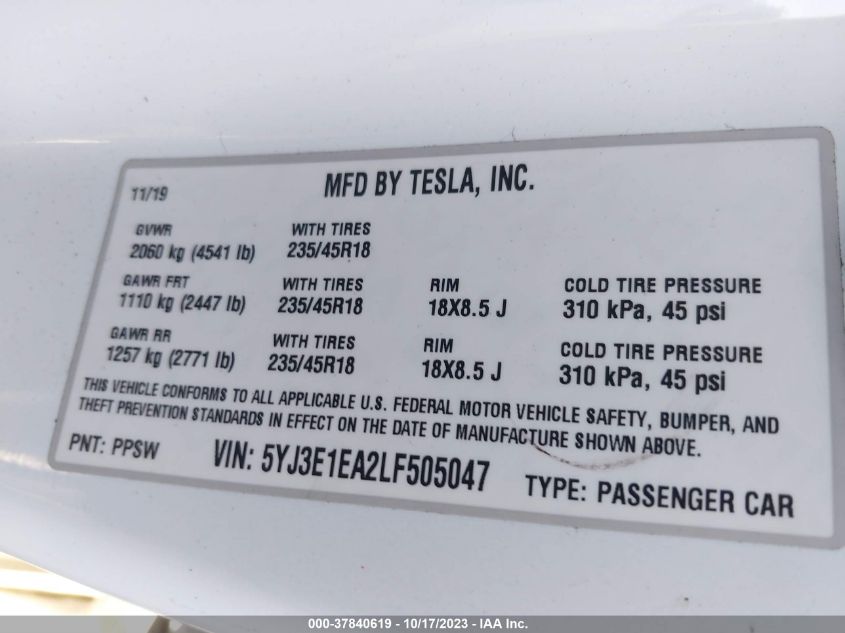 11/19 MFD BY TESLA, INC.
GVWR WITH TIRES
2060 kg (4541 lb) 235/45R18
GAWR FRT WITH TIRES RIM COLD TIRE PRESSURE
1110 kg (2447 lb) 235/45R18 18X8.5 J 310 kPa, 45 psi
GAWR RR WITH TIRES RIM COLD TIRE PRESSURE
1257 kg (2771 lb) 235/45R18 18X8.5 J 310 kPa, 45 psi
THIS VEHICLE CONFORMS TO ALL APPLICABLE U.S. FEDERAL MOTOR VEHICLE SAFETY, BUMPER, AND
THEFT PREVENTION STANDARDS IN EFFECT ON THE DATE OF MANUFACTURE SHOWN ABOVE.
PNT: PPSW VIN: 5YJ3E1EA2LF505047 TYPE: PASSENGER CAR
000-37840619 - 10/17/2023 - IAA Inc.